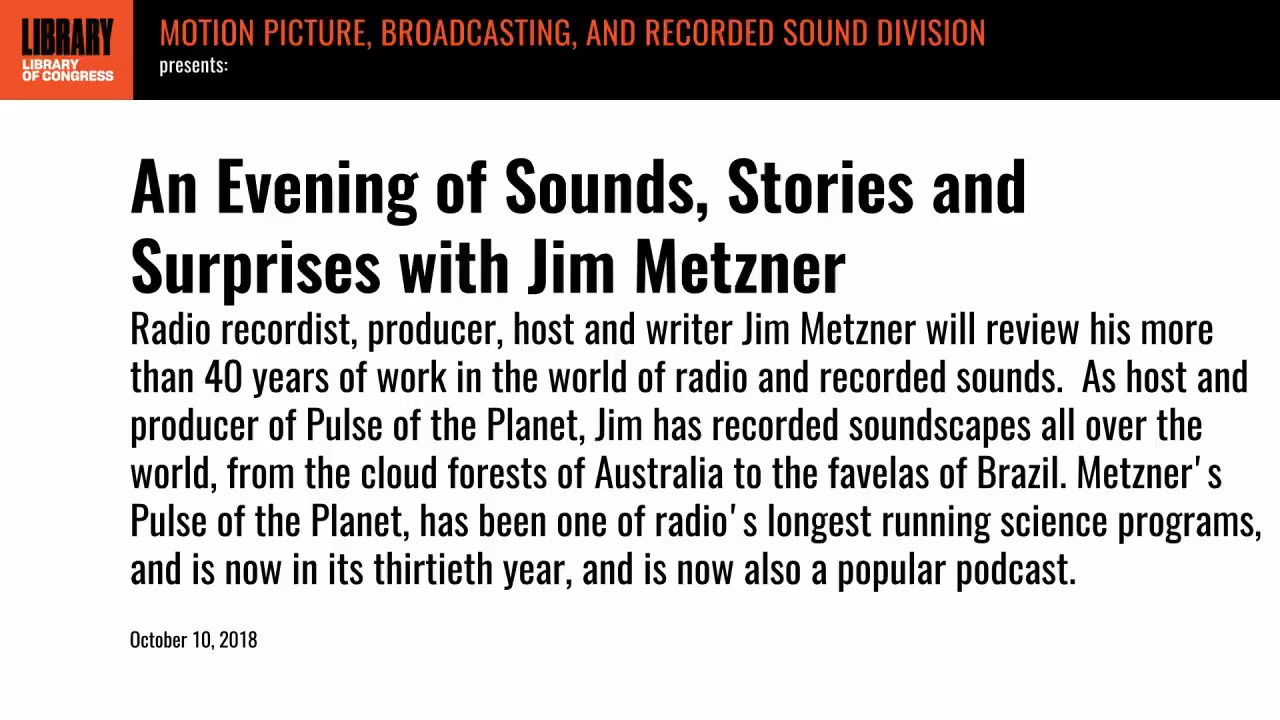 LIBRARY
LIBRARY
OF CONGRESS
MOTION PICTURE, BROADCASTING, AND RECORDED SOUND DIVISION
presents:
An Evening of Sounds, Stories and
Surprises with Jim Metzner
Radio recordist, producer, host and writer Jim Metzner will review his more
than 40 years of work in the world of radio and recorded sounds.  As host and
producer of Pulse of the Planet, Jim has recorded soundscapes all over the
world, from the cloud forests of Australia to the favelas of Brazil. Metzner's
Pulse of the Planet, has been one of radio's longest running science programs,
and is now in its thirtieth year, and is now also a popular podcast.
October 10, 2018